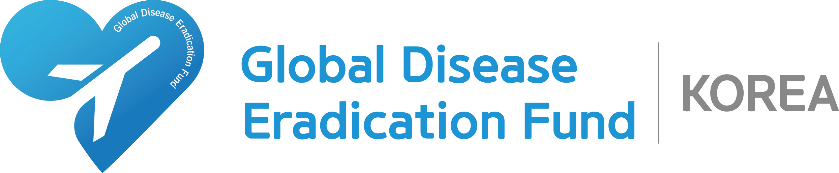 Global Disease Eradication Fund
Global Disease
Eradication Fund
KOREA